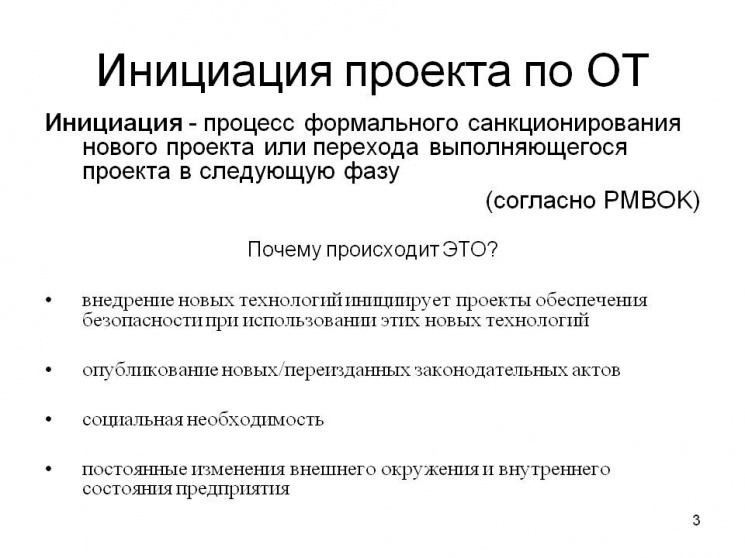 Инициация проекта по ОТ
Инициация - процесс формального санкционирования
нового проекта или перехода выполняющегося
проекта в следующую фазу
(согласно PMBOK)
Почему происходит ЭТО?
• внедрение новых технологий инициирует проекты обеспечения
безопасности при использовании этих новых технологий
• опубликование новых/переизданных законодательных актов
• социальная необходимость
• постоянные изменения внешнего окружения и внутреннего
состояния предприятия
3